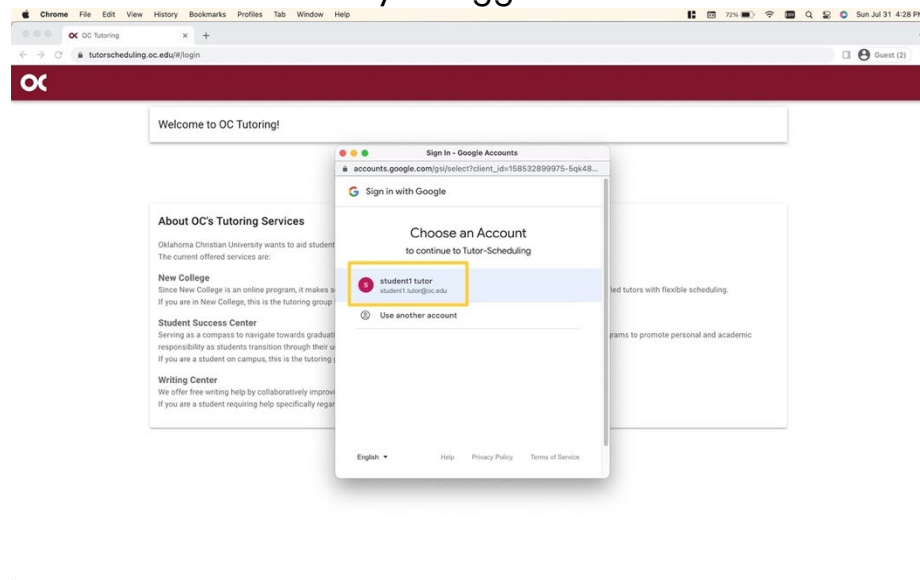 Chrome File Edit View History Bookmarks Profiles Tab Window Help
72% Sun Jul 31 4:28 PM
OC Tutoring
tutorscheduling.oc.edu/#/login
Guest (2)
OC
Welcome to OC Tutoring!
About OC's Tutoring Services
Oklahoma Christian University wants to aid student
The current offered services are:
New College
Since New College is an online program, it makes
ied tutors with flexible scheduling.
If you are in New College, this is the tutoring group
Student Success Center
Serving as a compass to navigate towards graduati
rams to promote personal and academic
responsibility as students transition through their u
If you are a student on campus, this is the tutoring
Writing Center
We offer free writing help by collaboratively improvi
If you are a student requiring help specifically regar
Sign In - Google Accounts
accounts.google.com/gsi/select?client_id=158532899975-5qk48...
Sign in with Google
Choose an Account
to continue to Tutor-Scheduling
s
student1 tutor
student1.tutor@oc.edu
Use another account
English Help Privacy Policy Terms of Service